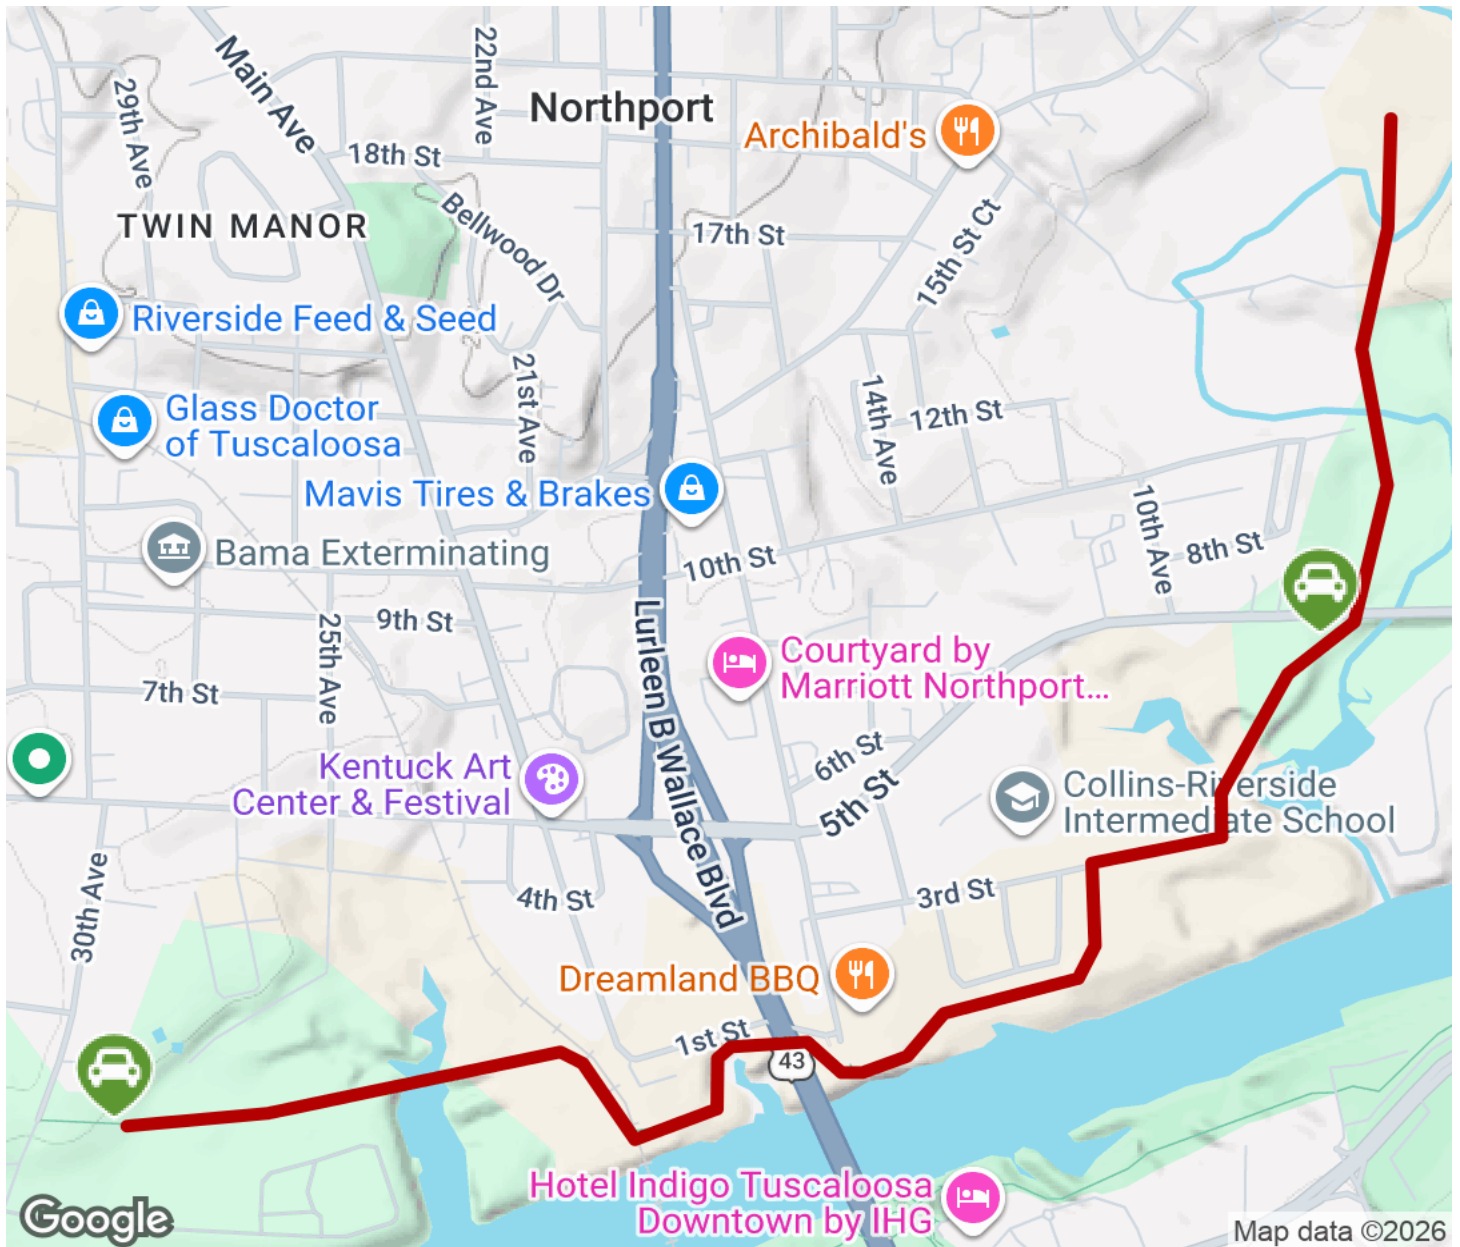 22nd Ave
Main Ave
29th Ave
Northport
Archibald's
18th St
Bellwood Dr
TWIN MANOR
17th St
15th St Ct
Riverside Feed & Seed
21st Ave
Glass Doctor
of Tuscaloosa
14th Ave
12th St
Mavis Tires & Brakes
10th Ave
Bama Exterminating
10th St
8th St
9th St
25th Ave
Lurleen B Wallace Blvd
Courtyard by
Marriott Northport...
7th St
6th St
5th St
Kentuck Art
Center & Festival
Collins-Riverside
Intermediate School
30th Ave
4th St
3rd St
Dreamland BBQ
1st St
43
Hotel Indigo Tuscaloosa
Downtown by IHG
Google
Map data ©2026